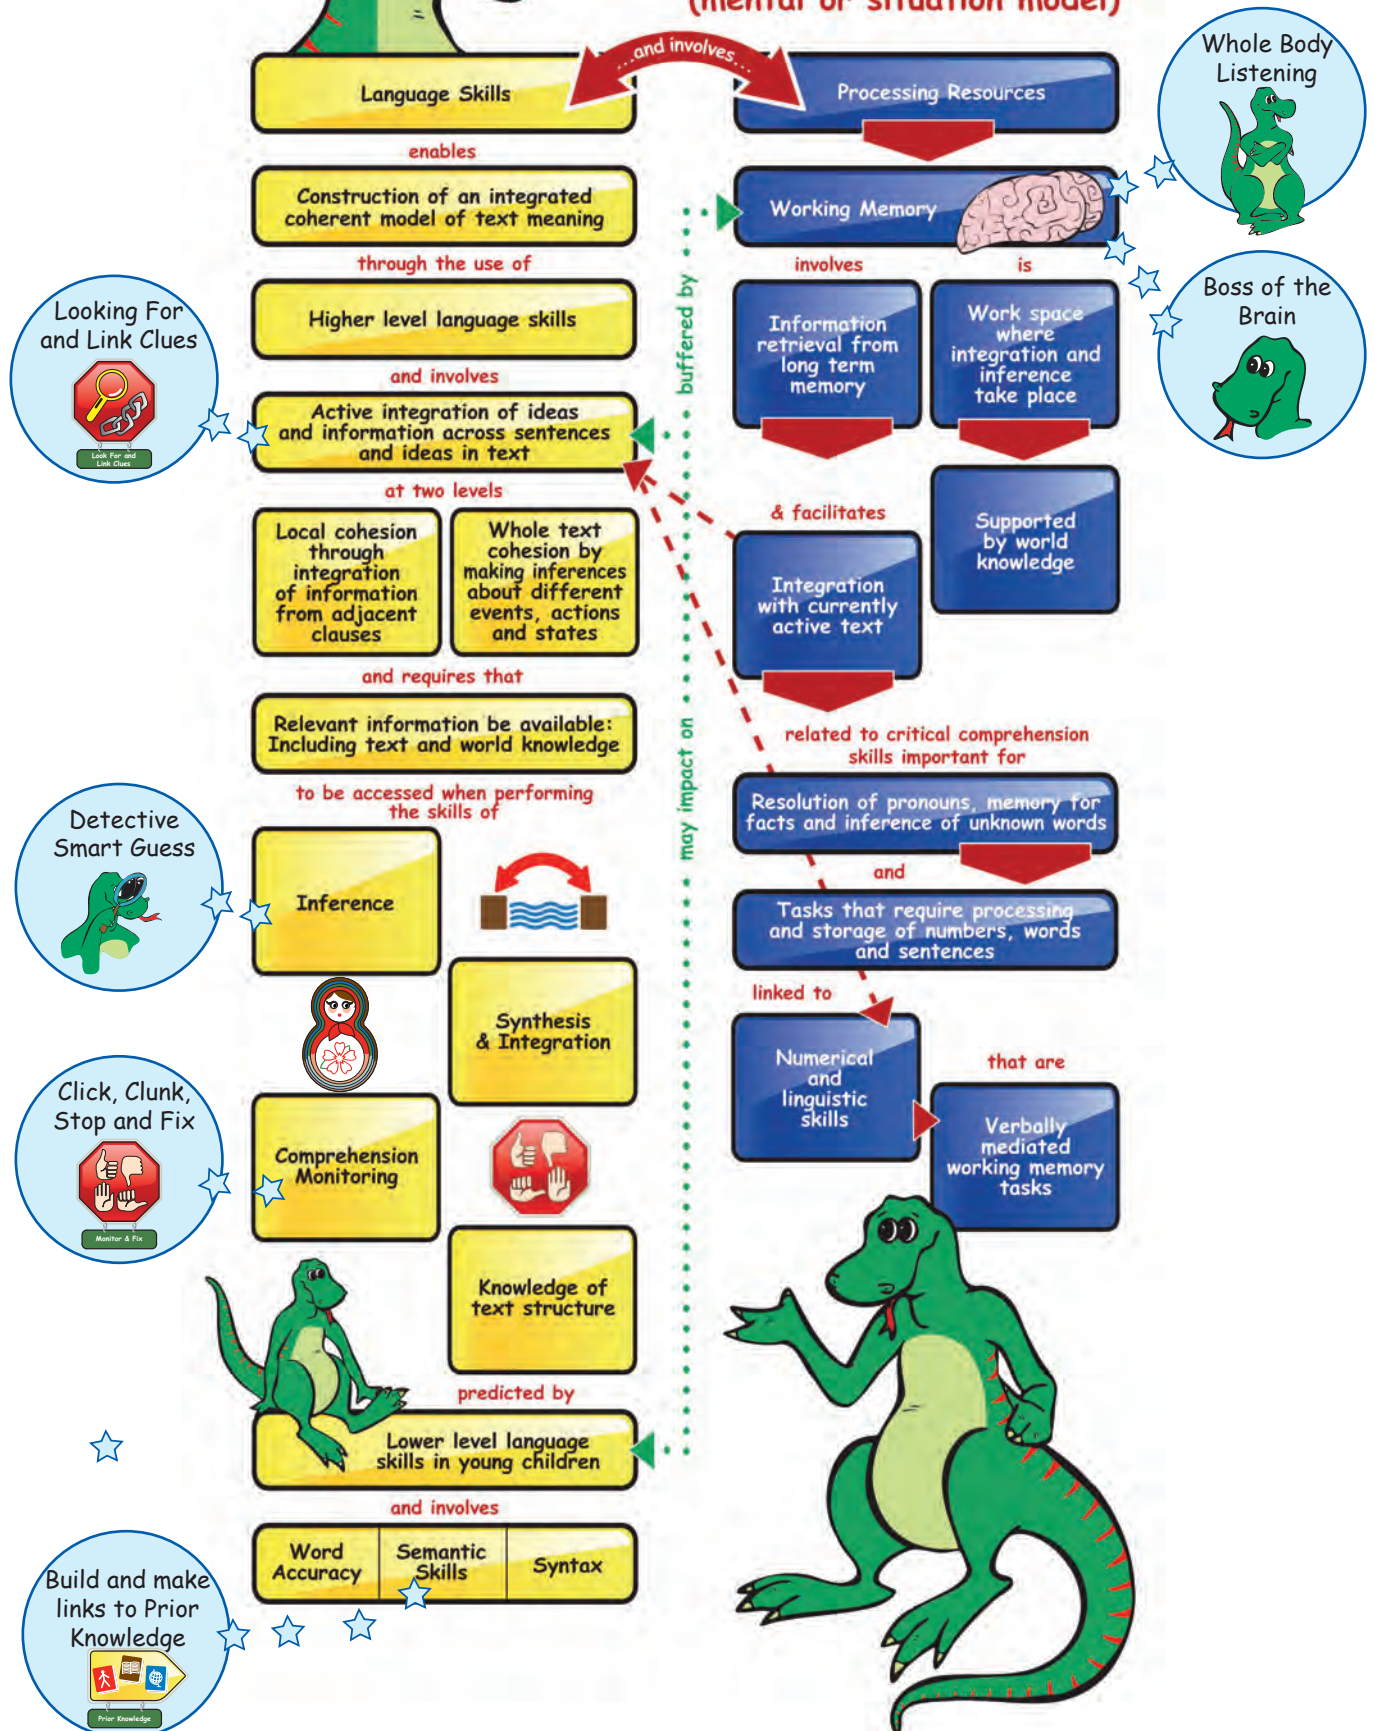 (mental or situation model)
...and involves...
Language Skills
enables
Construction of an integrated
coherent model of text meaning
through the use of
Higher level language skills
and involves
Active integration of ideas
and information across sentences
and ideas in text
at two levels
Local cohesion
through
integration
of information
from adjacent
clauses
Whole text
cohesion by
making inferences
about different
events, actions
and states
and requires that
Relevant information be available:
Including text and world knowledge
to be accessed when performing
the skills of
Inference
Synthesis
& Integration
Comprehension
Monitoring
Knowledge of
text structure
predicted by
Lower level language
skills in young children
and involves
Word
Accuracy
Semantic
Skills
Syntax
buffered by
may impact on
Processing Resources
Working Memory
involves
is
Information
retrieval from
long term
memory
Work space
where
integration and
inference
take place
& facilitates
Integration
with currently
active text
Supported
by world
knowledge
related to critical comprehension
skills important for
Resolution of pronouns, memory for
facts and inference of unknown words
and
Tasks that require processing
and storage of numbers, words
and sentences
linked to
Numerical
and
linguistic
skills
that are
Verbally
mediated
working memory
tasks
Whole Body
Listening
Boss of the
Brain
Looking For
and Link Clues
Look For and
Link Clues
Detective
Smart Guess
Click, Clunk,
Stop and Fix
Monitor & Fix
Build and make
links to Prior
Knowledge
Prior Knowledge